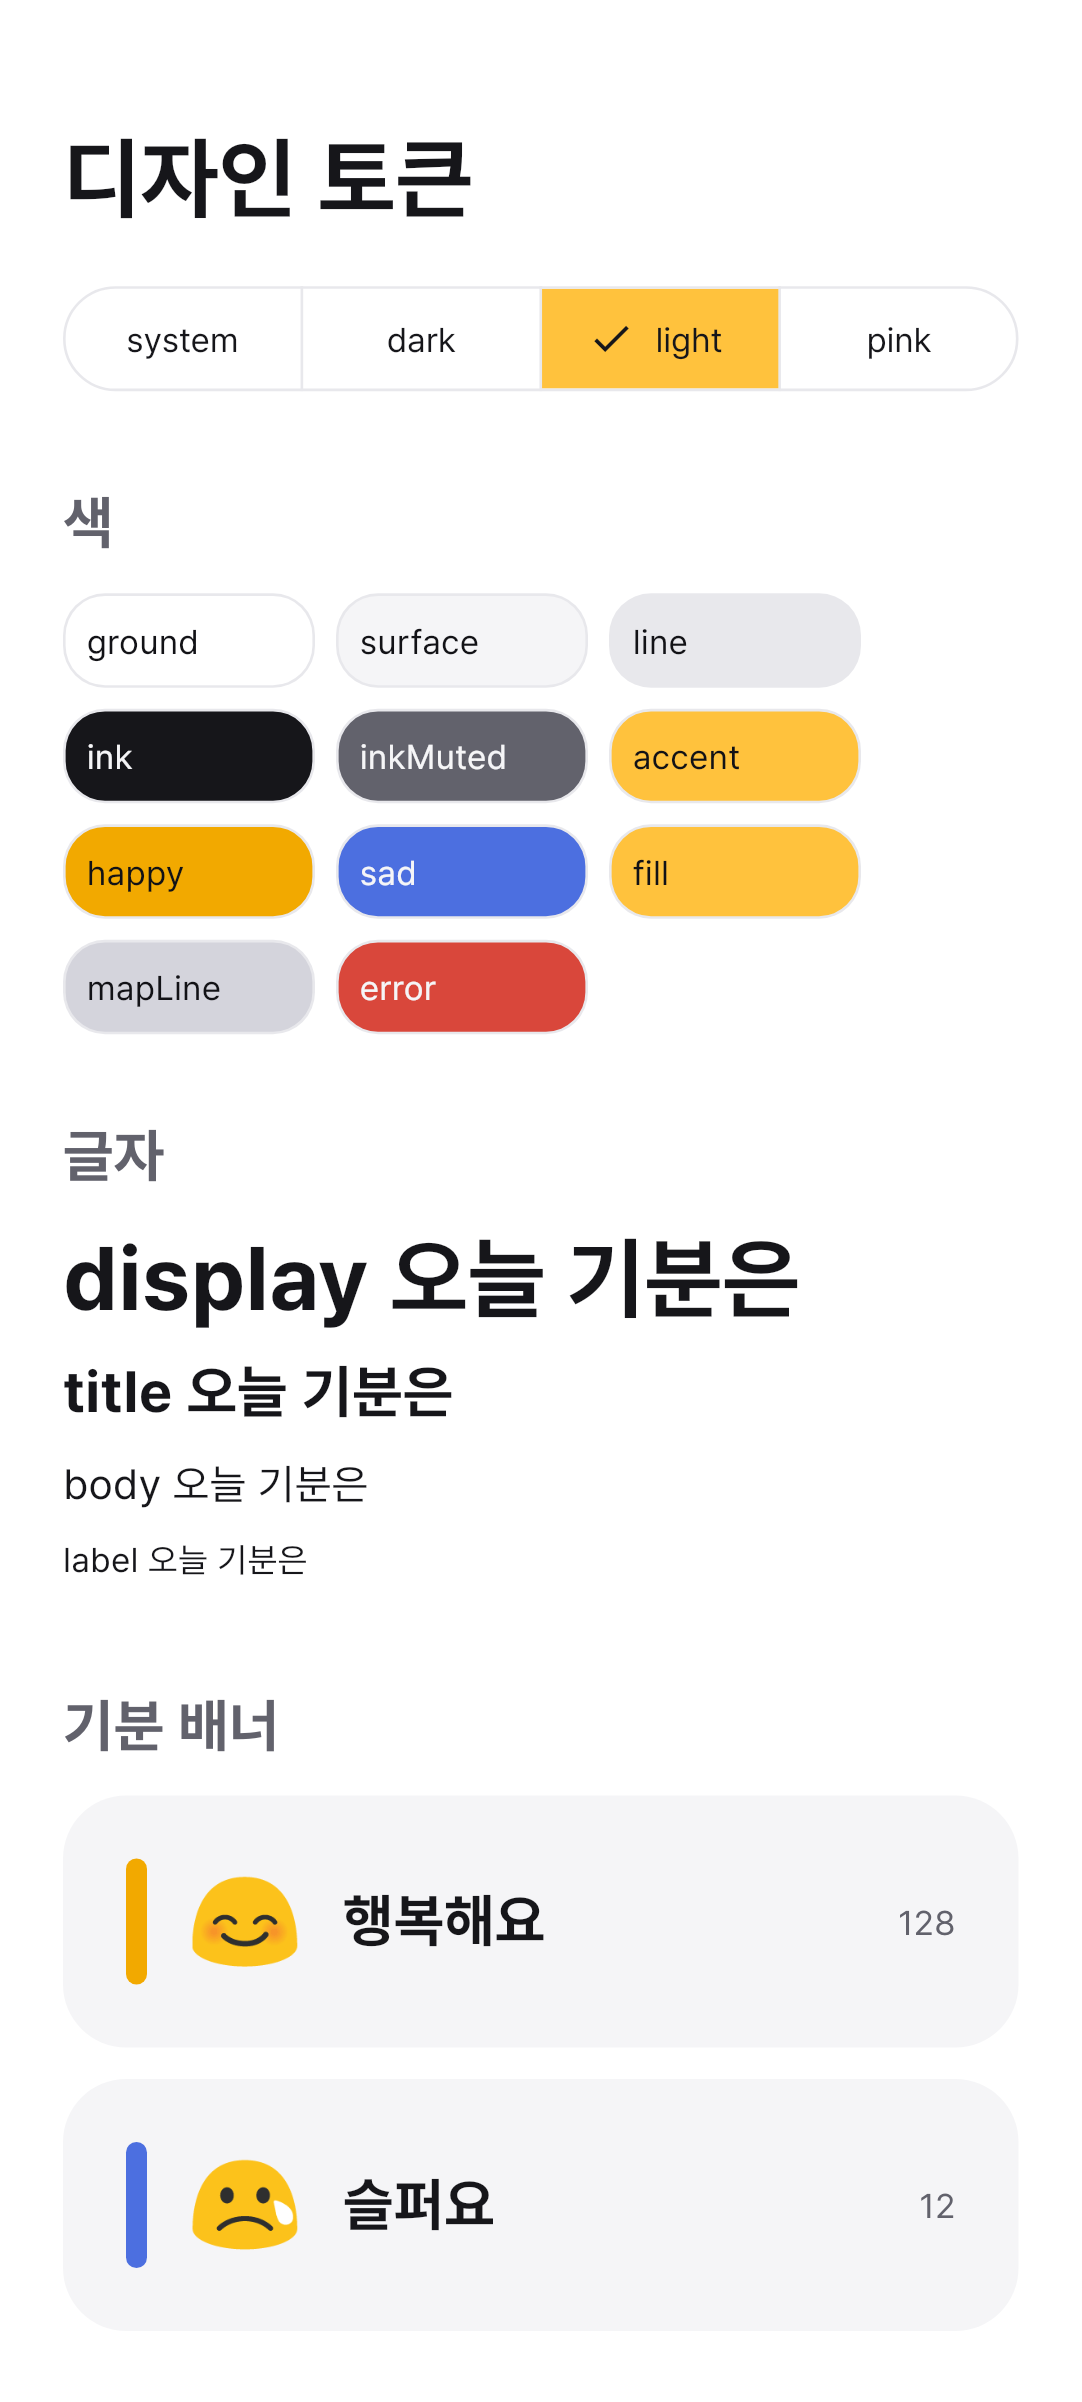 디자인 토큰
system dark light pink
색
ground surface line
ink inkMuted accent
happy sad fill
mapLine error
글자
display 오늘 기분은
title 오늘 기분은
body 오늘 기분은
label 오늘 기분은
기분 배너
행복해요 128
슬퍼요 12